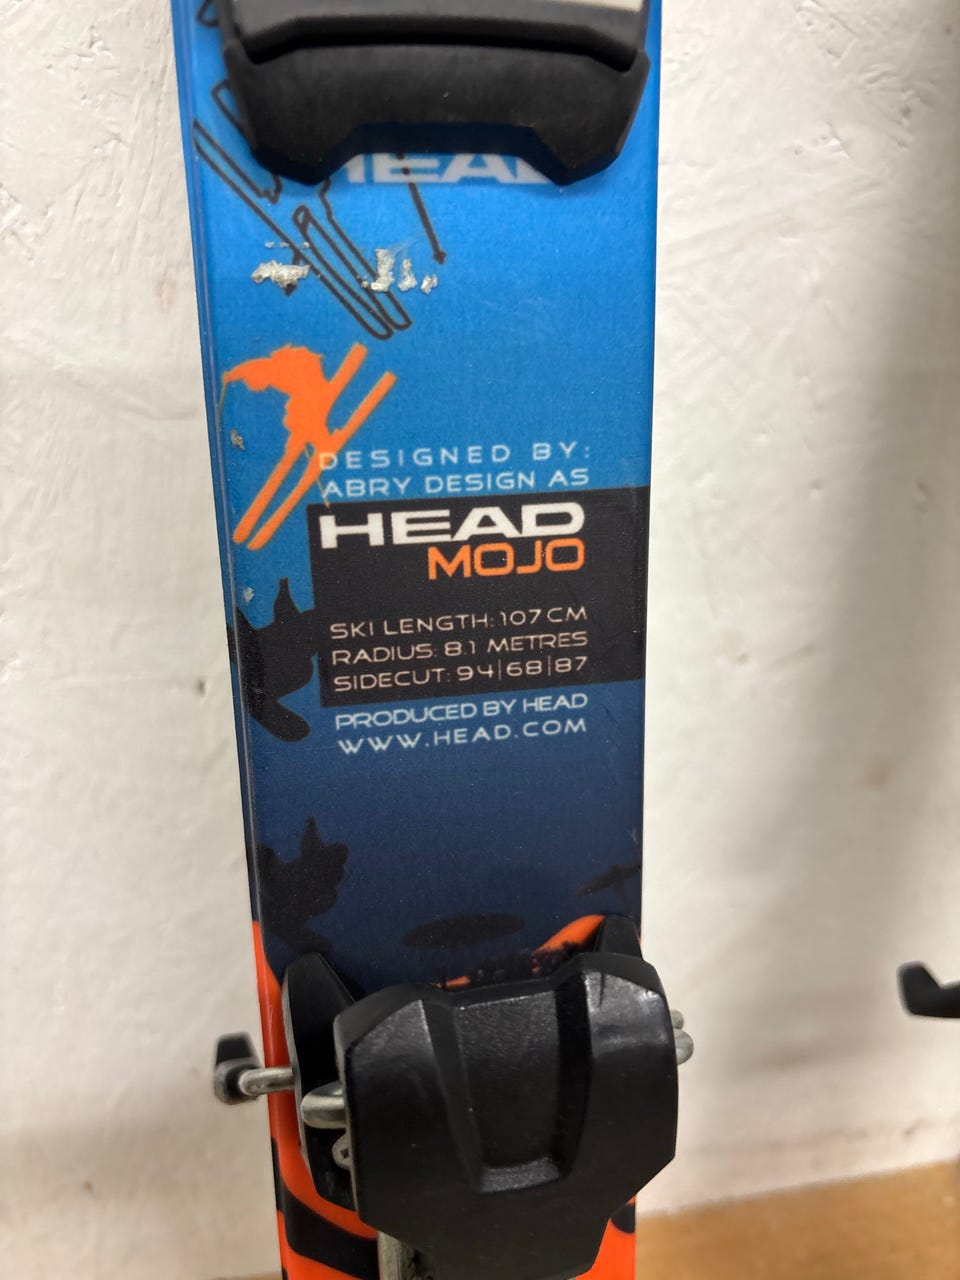 HEAD
DESIGNED BY:
ABRY DESIGN AS
HEAD
MOJO
SKI LENGTH: 107 CM
RADIUS: 8.1 METRES
SIDECUT: 94|68|87
PRODUCED BY HEAD
WWW.HEAD.COM